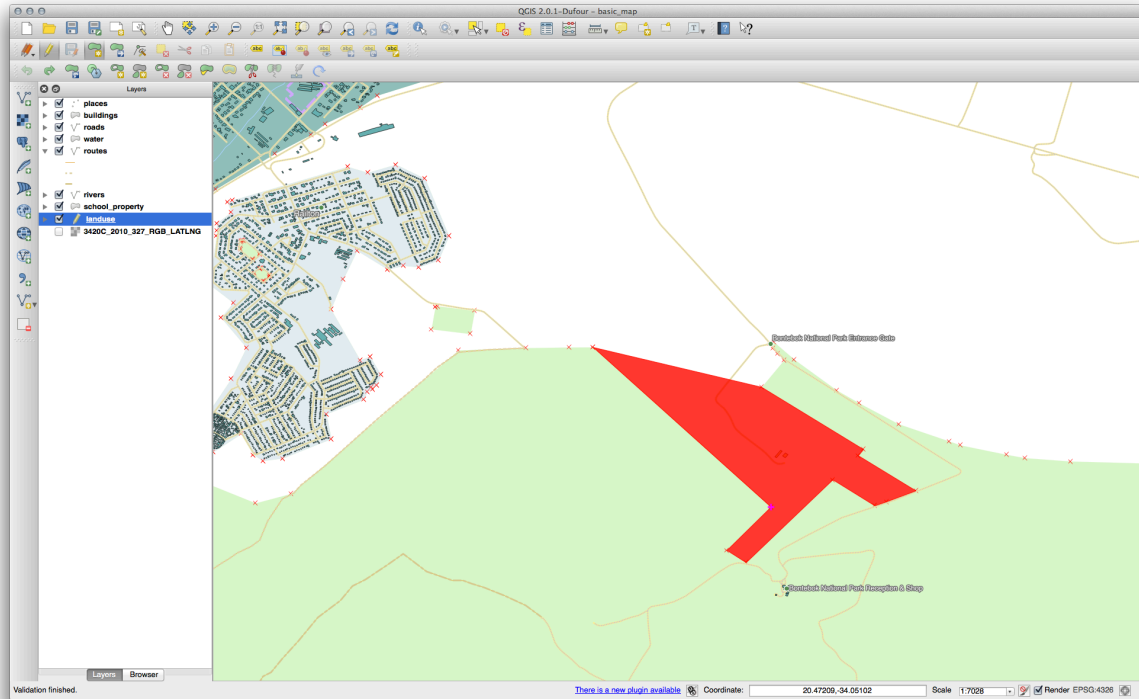 QGIS 2.0.1-Dufour - basic_map
Layers
places
buildings
roads
water
routes
rivers
school_property
landuse
3420C_2010_327_RGB_LATLNG
Railton
Bontebok National Park Entrance Gate
Bontebok National Park Reception & Shop
Layers Browser
Validation finished.
There is a new plugin available
Coordinate:
20.47209,-34.05102
Scale
1:7028
Render
EPSG:4326